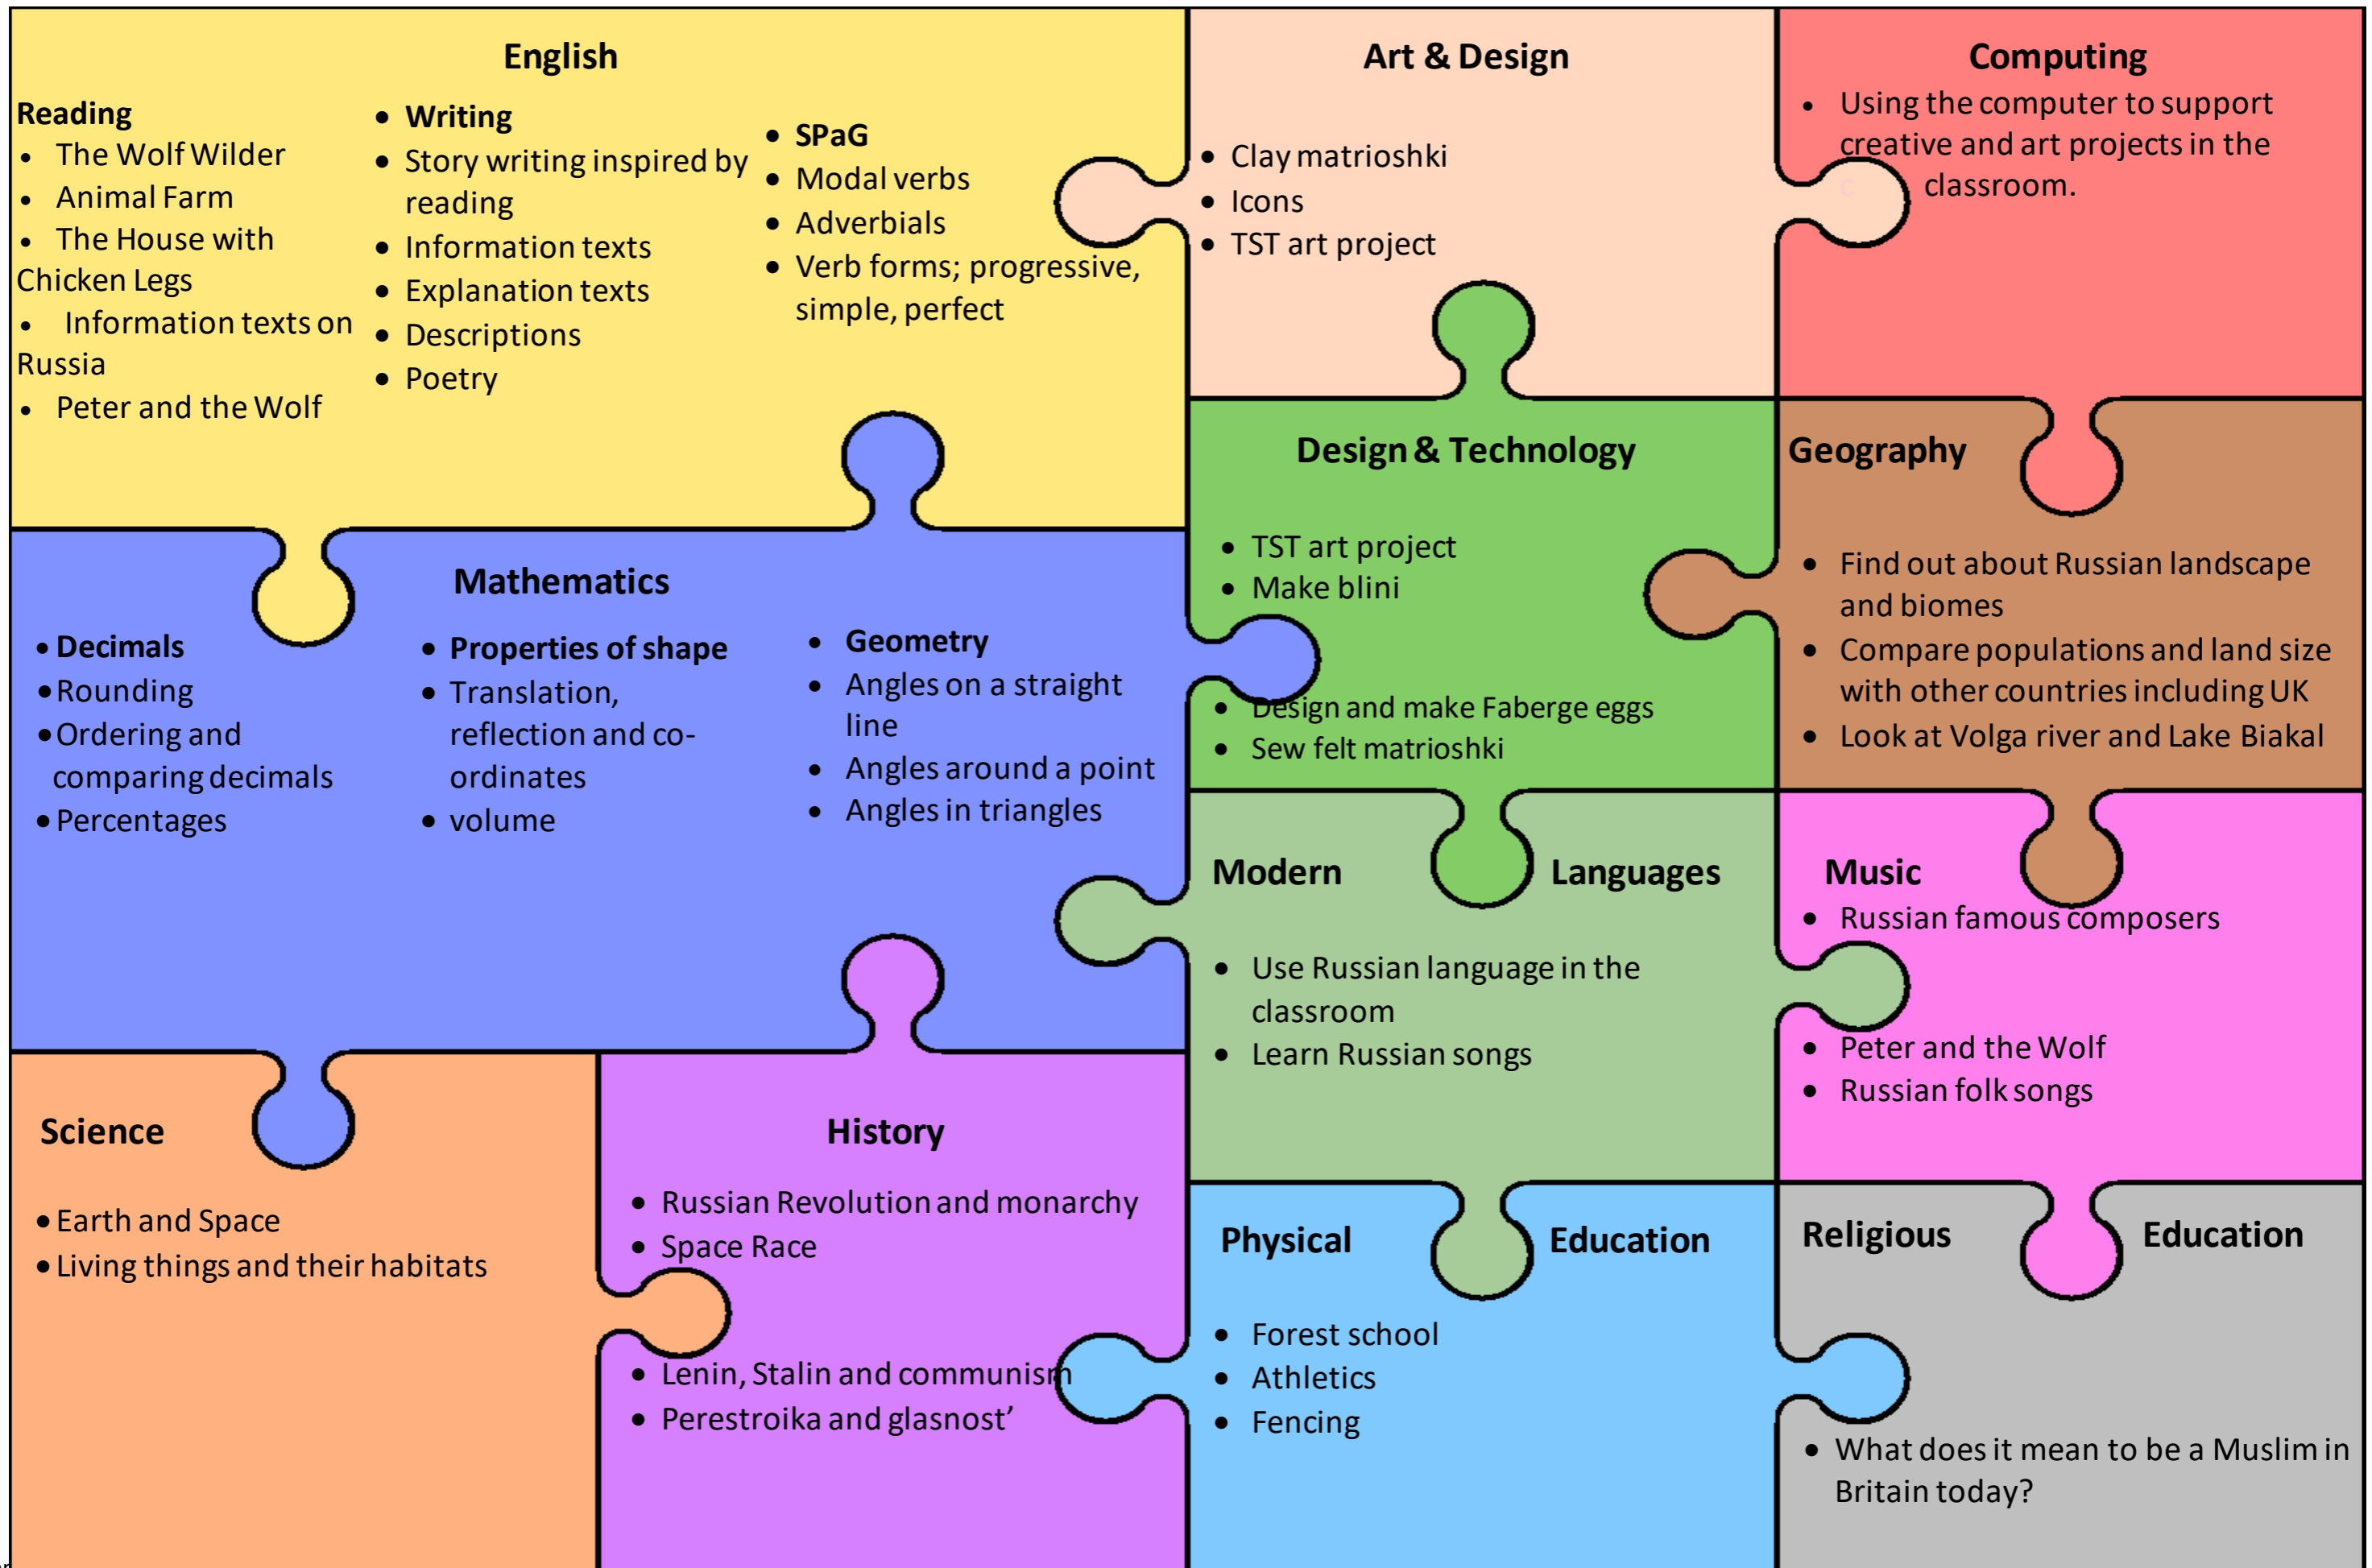 English
Reading
• The Wolf Wilder
• Animal Farm
• The House with
Chicken Legs
• Information texts on
Russia
• Peter and the Wolf
• Writing
• Story writing inspired by
reading
• Information texts
• Explanation texts
• Descriptions
• Poetry
• SPaG
• Modal verbs
• Adverbials
• Verb forms; progressive,
simple, perfect
Art & Design
• Clay matrioshki
• Icons
• TST art project
Computing
• Using the computer to support
creative and art projects in the
c classroom.
Mathematics
• Decimals
• Rounding
• Ordering and
comparing decimals
• Percentages
• Properties of shape
• Translation,
reflection and co-
ordinates
• volume
• Geometry
• Angles on a straight
line
• Angles around a point
• Angles in triangles
Design & Technology
• TST art project
• Make blini
• Design and make Faberge eggs
• Sew felt matrioshki
Geography
• Find out about Russian landscape
and biomes
• Compare populations and land size
with other countries including UK
• Look at Volga river and Lake Biakal
Modern Languages
• Use Russian language in the
classroom
• Learn Russian songs
Music
• Russian famous composers
• Peter and the Wolf
• Russian folk songs
Science
• Earth and Space
• Living things and their habitats
History
• Russian Revolution and monarchy
• Space Race
• Lenin, Stalin and communism
• Perestroika and glasnost’
Physical Education
• Forest school
• Athletics
• Fencing
Religious Education
• What does it mean to be a Muslim in
Britain today?